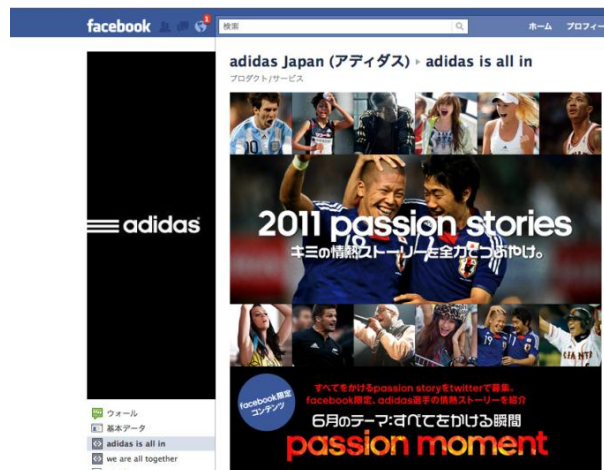 facebook
1
検索
ホーム
プロフィー
adidas Japan (アディダス) ▸ adidas is all in
プロダクト/サービス
adidas
2011 passion stories
キミの情熱ストーリーを全力でつぶやけ。
GIANTS
facebook限定
コンテンツ
すべてをかけるpassion storyをtwitterで募集。
facebook限定、adidas選手の情熱ストーリーを紹介
6月のテーマ:すべてをかける瞬間
passion moment
ウォール
基本データ
adidas is all in
we are all together